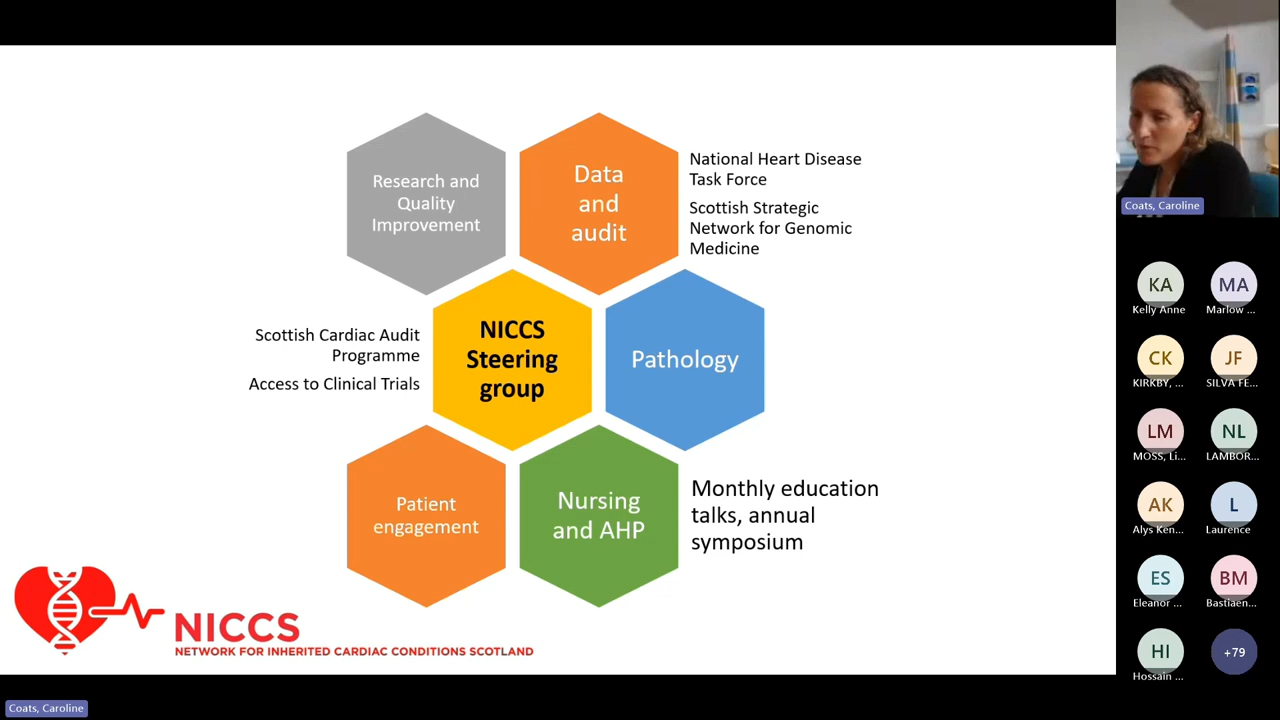 Research and
Quality
Improvement
Data
and
audit
National Heart Disease
Task Force
Scottish Strategic
Network for Genomic
Medicine
Scottish Cardiac Audit
Programme
Access to Clinical Trials
NICCS
Steering
group
Pathology
Patient
engagement
Nursing
and AHP
Monthly education
talks, annual
symposium
NICCS
NETWORK FOR INHERITED CARDIAC CONDITIONS SCOTLAND
Coats, Caroline
Coats, Caroline
KA
Kelly Anne
MA
Marlow ...
CK
KIRKBY, ...
JF
SILVA FE...
LM
MOSS, Li...
NL
LAMBOR...
AK
Alys Ken...
L
Laurence
ES
Eleanor ...
BM
Bastiaen...
HI
Hossain ...
+79